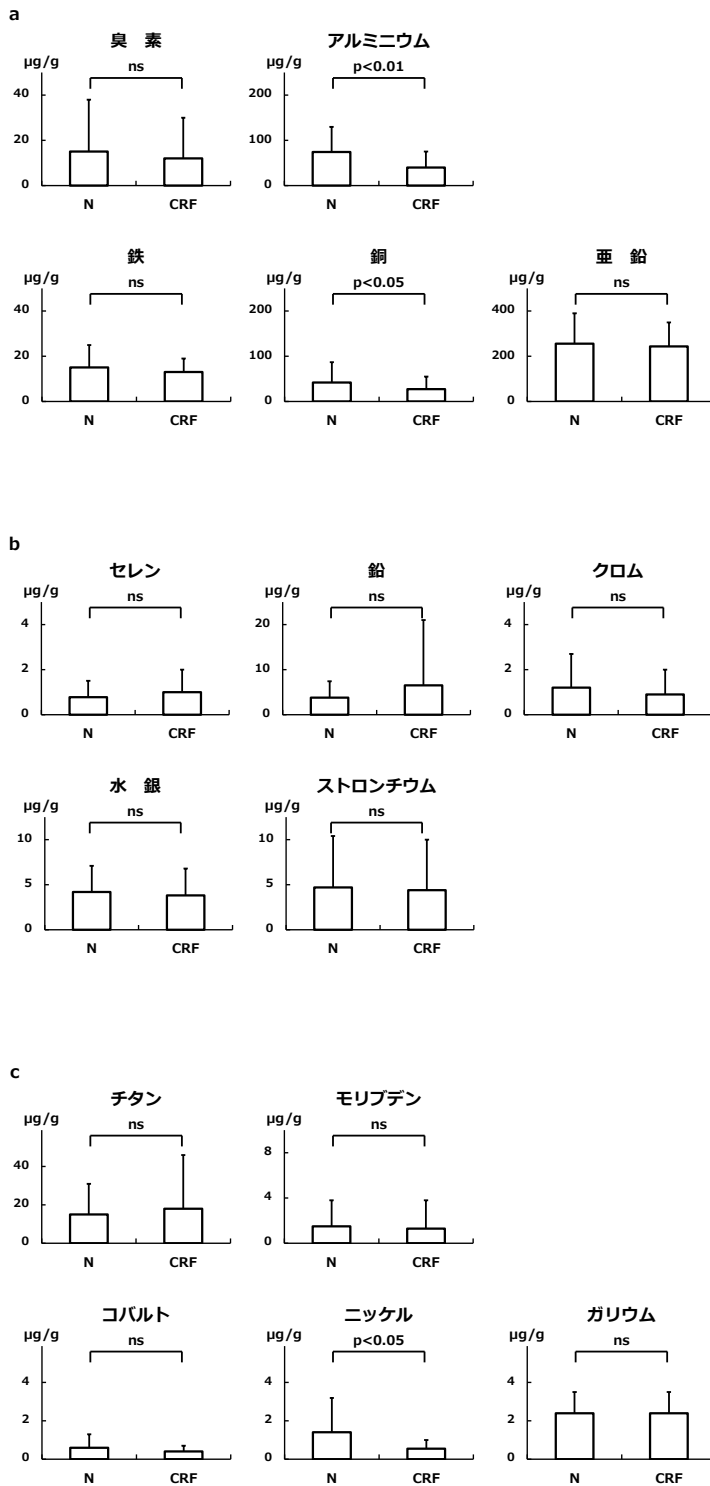 a
臭　素
アルミニウム
μg/g
ns
μg/g
p<0.01
40
20
0
N
CRF
200
100
0
N
CRF
鉄
銅
亜　鉛
μg/g
ns
μg/g
p<0.05
μg/g
ns
40
20
0
N
CRF
200
100
0
N
CRF
400
200
0
N
CRF
b
セレン
鉛
クロム
μg/g
ns
μg/g
ns
μg/g
ns
4
2
0
N
CRF
20
10
0
N
CRF
4
2
0
N
CRF
水　銀
ストロンチウム
μg/g
ns
μg/g
ns
10
5
0
N
CRF
10
5
0
N
CRF
c
チタン
モリブデン
μg/g
ns
μg/g
ns
40
20
0
N
CRF
8
4
0
N
CRF
コバルト
ニッケル
ガリウム
μg/g
ns
μg/g
p<0.05
μg/g
ns
4
2
0
N
CRF
4
2
0
N
CRF
4
2
0
N
CRF